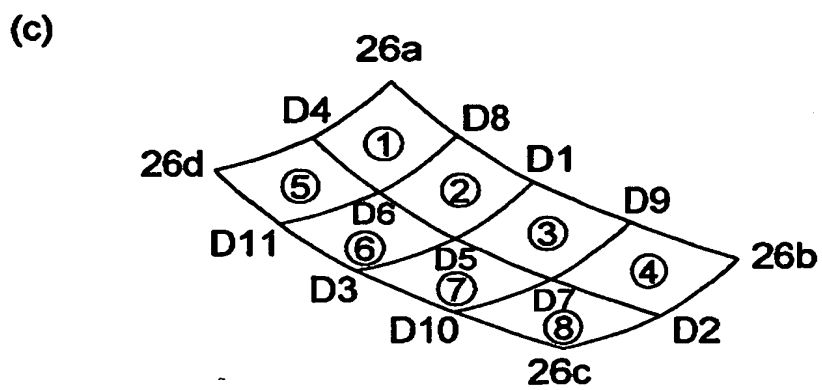 (c)
26a
D4
D8
①
D1
26d
⑤
②
D9
D6
③
D11
⑥
D5
④
26b
D3
⑦
D7
D10
⑧
D2
26c